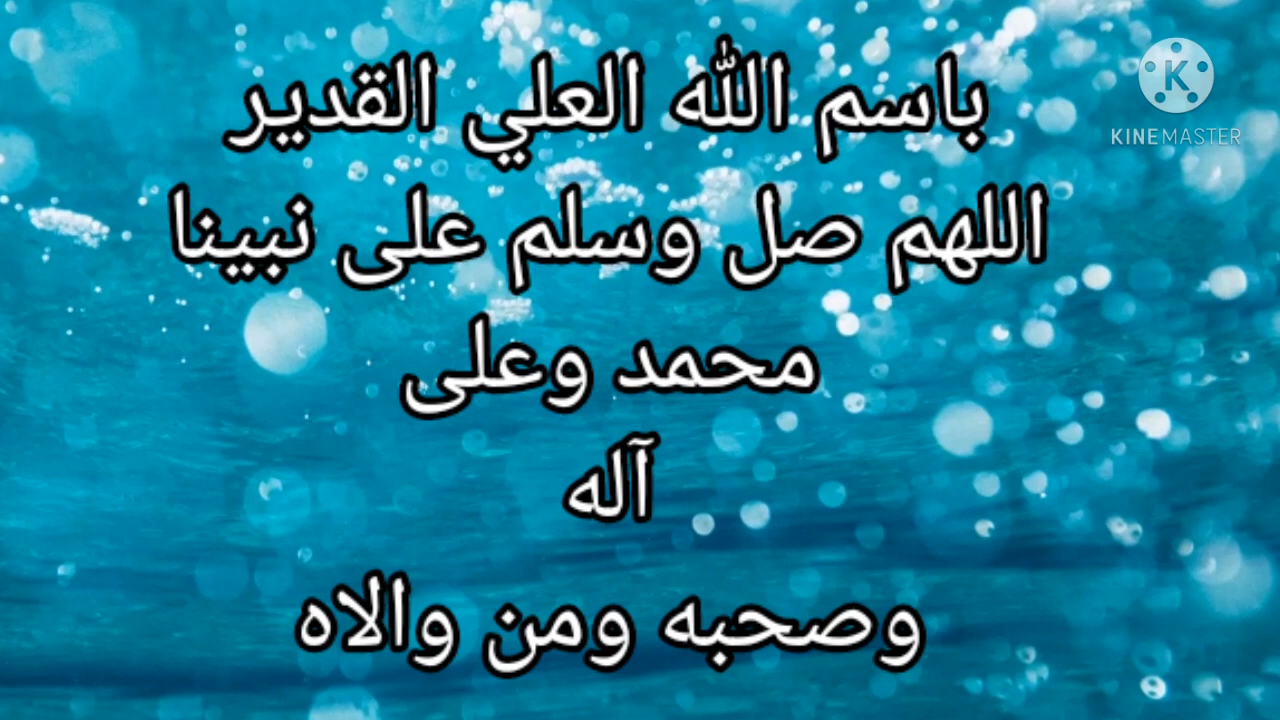 باسم الله العلي القدير
KINEMASTER
اللهم صل وسلم على نبينا
محمد وعلى
آله
وصحبه ومن والاه